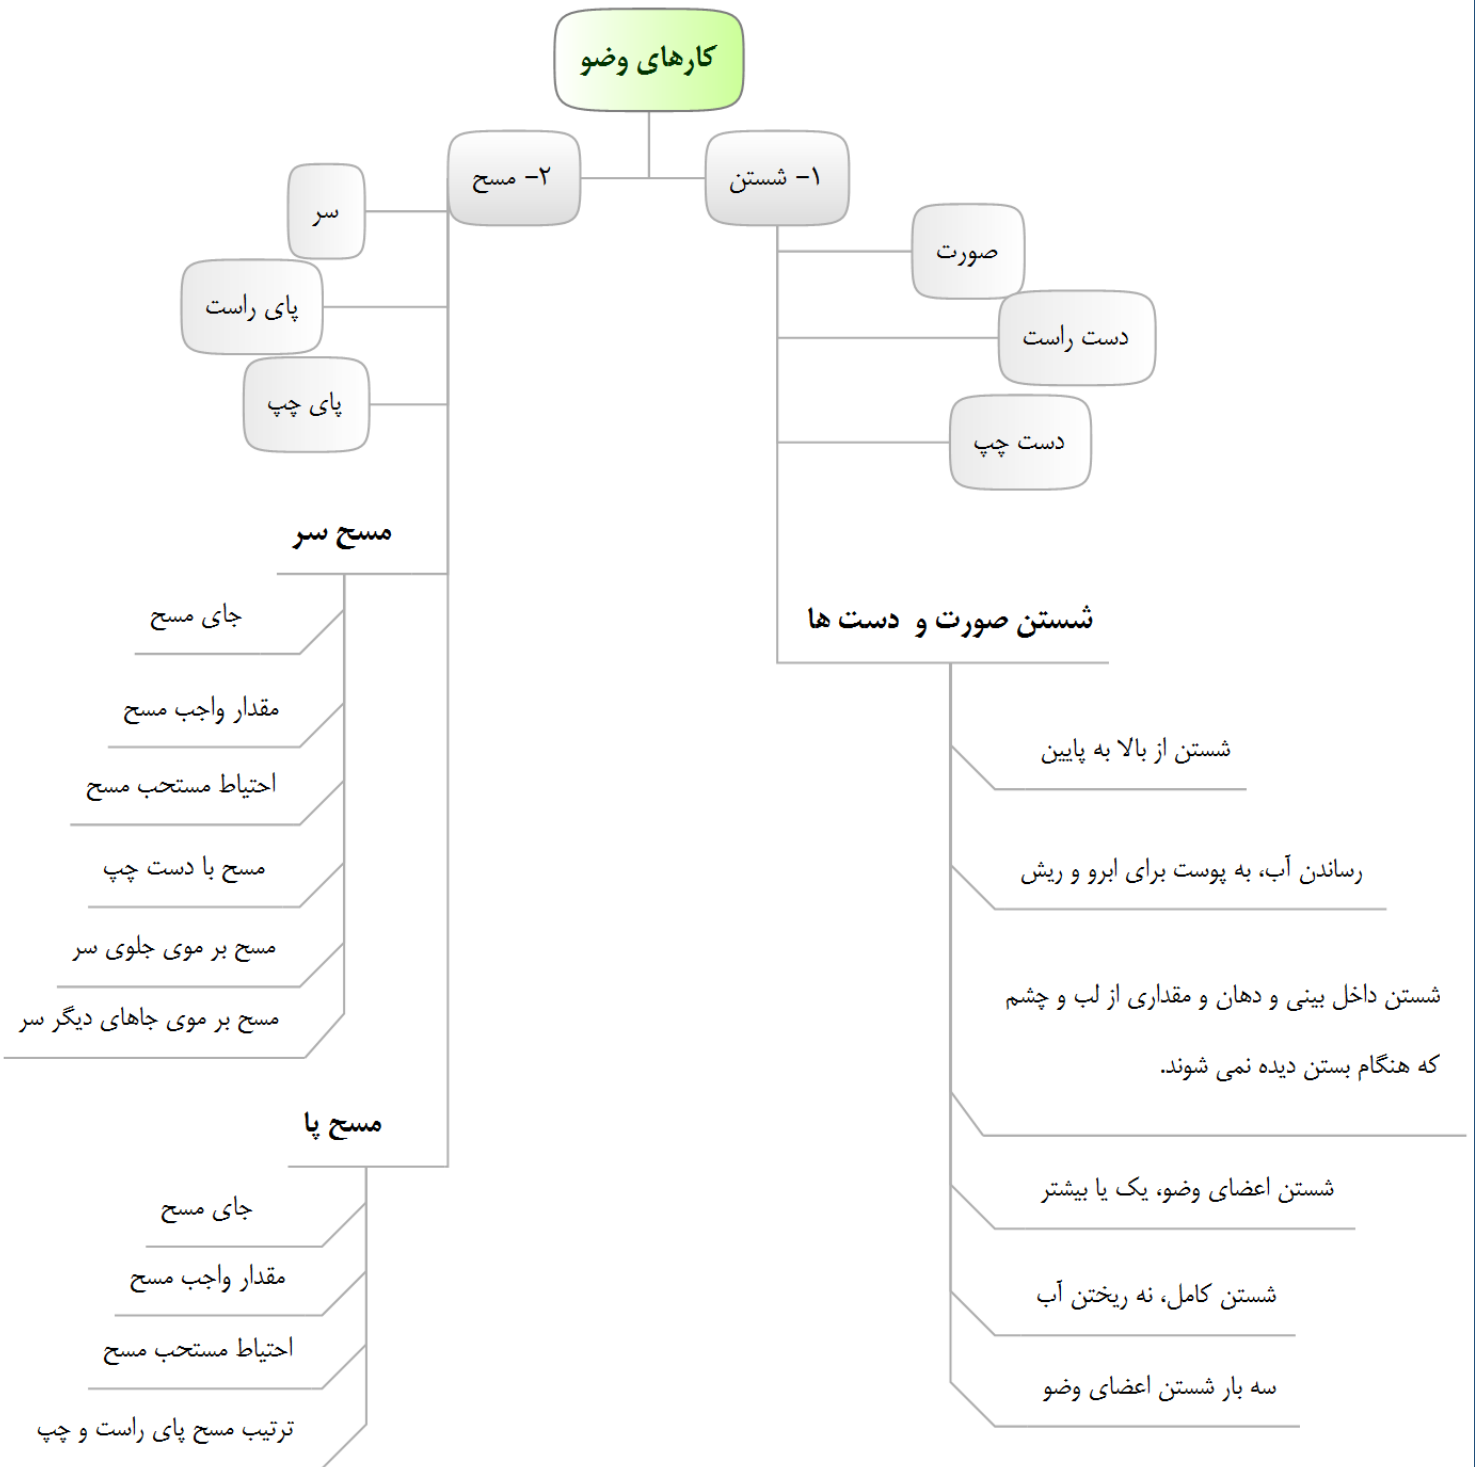 کارهای وضو
۱- شستن
صورت
دست راست
دست چپ
شستن صورت و دست ها
شستن از بالا به پایین
رساندن آب، به پوست برای ابرو و ریش
شستن داخل بینی و دهان و مقداری از لب و چشم
که هنگام بستن دیده نمی شوند.
شستن اعضای وضو، یک یا بیشتر
شستن کامل، نه ریختن آب
سه بار شستن اعضای وضو
۲- مسح
سر
پای راست
پای چپ
مسح سر
جای مسح
مقدار واجب مسح
احتیاط مستحب مسح
مسح با دست چپ
مسح بر موی جلوی سر
مسح بر موی جاهای دیگر سر
مسح پا
جای مسح
مقدار واجب مسح
احتیاط مستحب مسح
ترتیب مسح پای راست و چپ